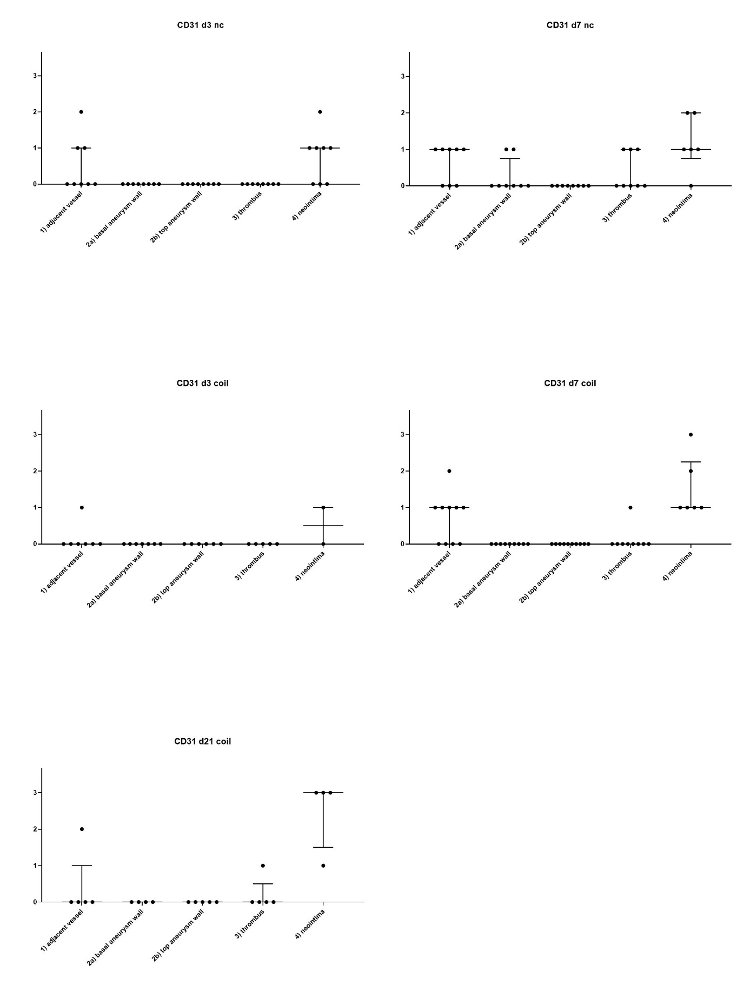 CD31 d3 nc
3
2
1
0
1) adjacent vessel
2a) basal aneurysm wall
2b) top aneurysm wall
3) thrombus
4) neointima
CD31 d7 nc
3
2
1
0
1) adjacent vessel
2a) basal aneurysm wall
2b) top aneurysm wall
3) thrombus
4) neointima
CD31 d3 coil
3
2
1
0
1) adjacent vessel
2a) basal aneurysm wall
2b) top aneurysm wall
3) thrombus
4) neointima
CD31 d7 coil
3
2
1
0
1) adjacent vessel
2a) basal aneurysm wall
2b) top aneurysm wall
3) thrombus
4) neointima
CD31 d21 coil
3
2
1
0
1) adjacent vessel
2a) basal aneurysm wall
2b) top aneurysm wall
3) thrombus
4) neointima